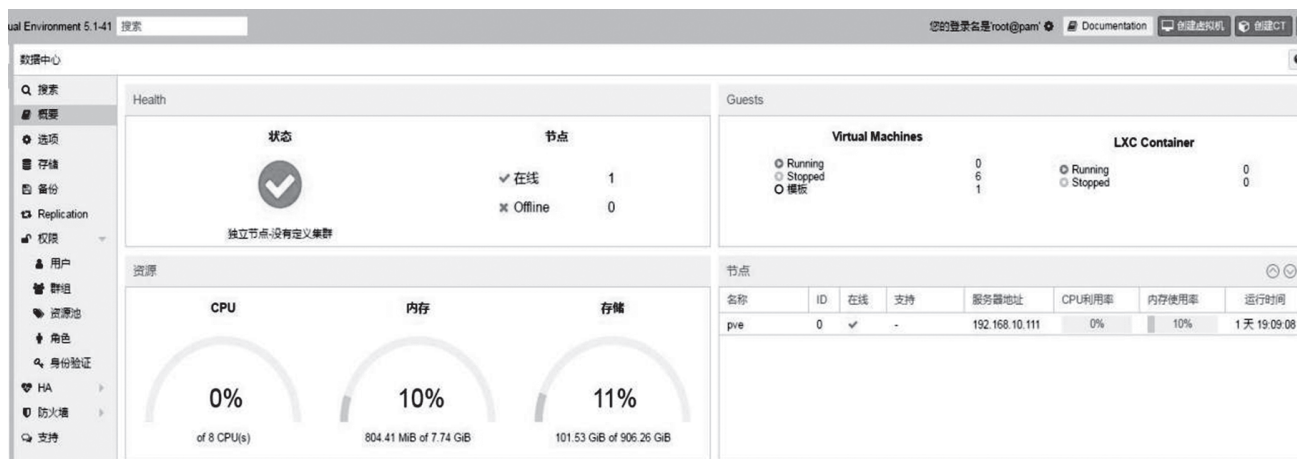 ual Environment 5.1-41 搜索 您的登录名是'root@pam' Documentation 创建虚拟机 创建CT
数据中心
搜索
概要
选项
存储
备份
Replication
权限
用户
群组
资源池
角色
身份验证
HA
防火墙
支持
Health
状态
独立节点-没有定义集群
节点
在线 1
Offline 0
Guests
Virtual Machines
Running 0
Stopped 6
模板 1
LXC Container
Running 0
Stopped 0
资源
CPU
0%
of 8 CPU(s)
内存
10%
804.41 MiB of 7.74 GiB
存储
11%
101.53 GiB of 906.26 GiB
节点
名称 ID 在线 支持 服务器地址 CPU利用率 内存使用率 运行时间
pve 0 - 192.168.10.111 0% 10% 1 天 19:09:08